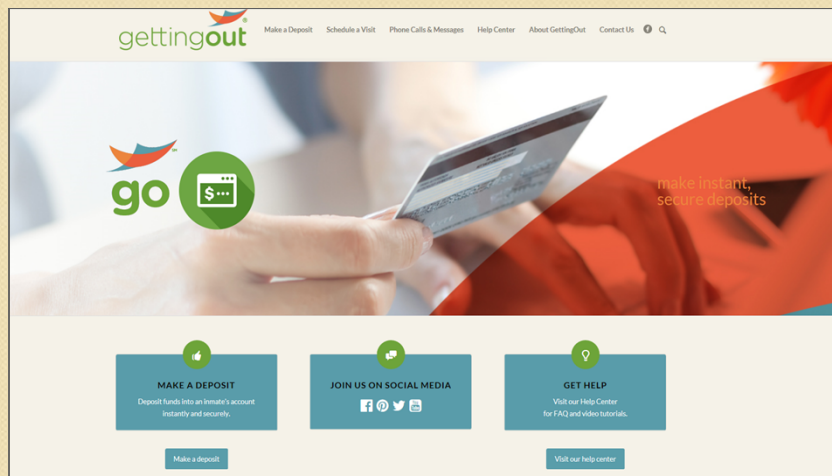 gettingout
Make a Deposit Schedule a Visit Phone Calls & Messages Help Center About GettingOut Contact Us
go
$
make instant,
secure deposits
MAKE A DEPOSIT
Deposit funds into an inmate's account
instantly and securely.
Make a deposit
JOIN US ON SOCIAL MEDIA
GET HELP
Visit our Help Center
for FAQ and video tutorials.
Visit our help center